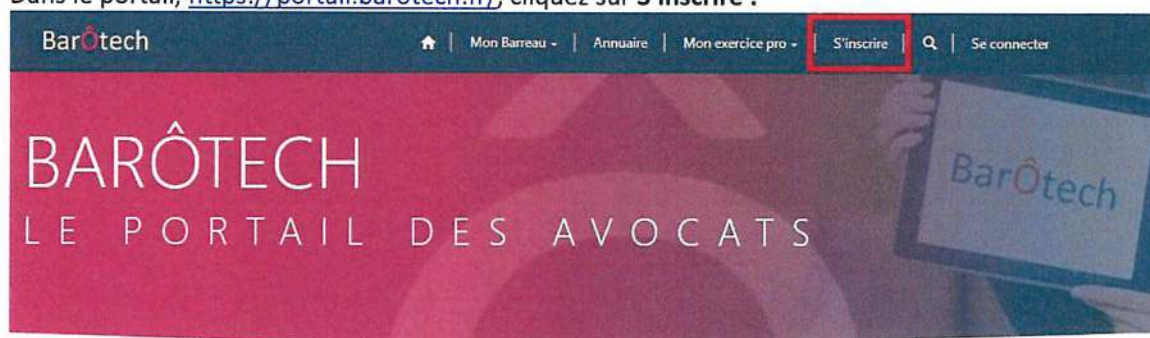 Dans le portail, https://portail.barotech.fr/, cliquez sur S'inscrire :
BarÔtech | Mon Barreau | Annuaire | Mon exercice pro | S'inscrire | | Se connecter
BARÔTECH
LE PORTAIL DES AVOCATS
BarÔtech